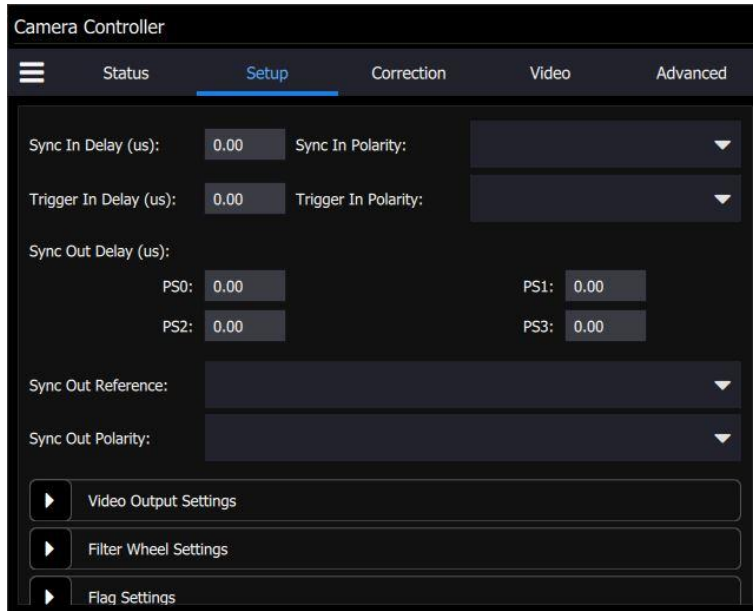 Camera Controller
Status Setup Correction Video Advanced
Sync In Delay (us): 0.00 Sync In Polarity:
Trigger In Delay (us): 0.00 Trigger In Polarity:
Sync Out Delay (us):
PS0: 0.00 PS1: 0.00
PS2: 0.00 PS3: 0.00
Sync Out Reference:
Sync Out Polarity:
Video Output Settings
Filter Wheel Settings
Flag Settings